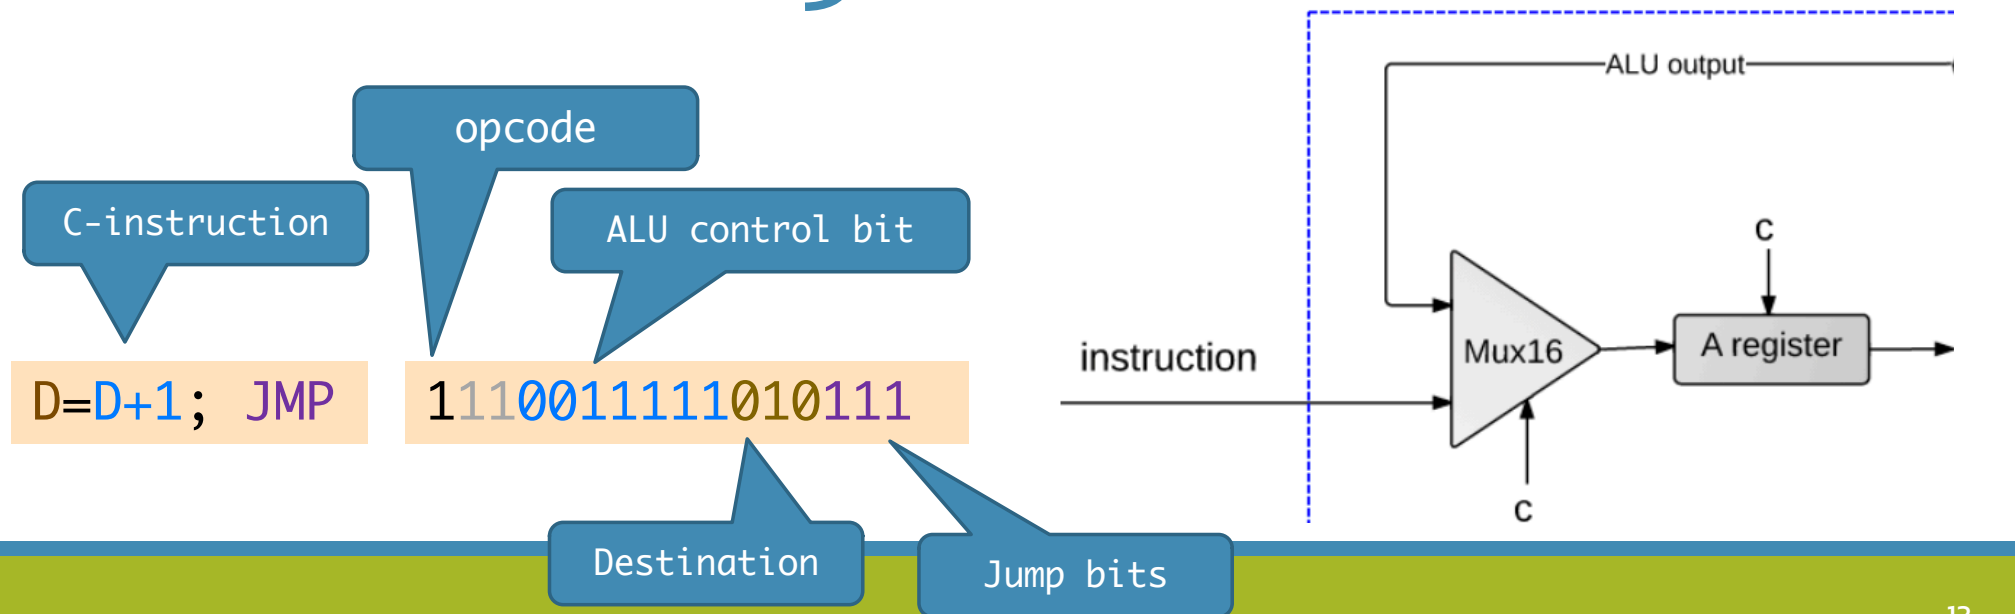 ALU output
opcode
C-instruction
ALU control bit
c
instruction
Mux16
A register
D=D+1; JMP
1110011111010111
c
Destination
Jump bits